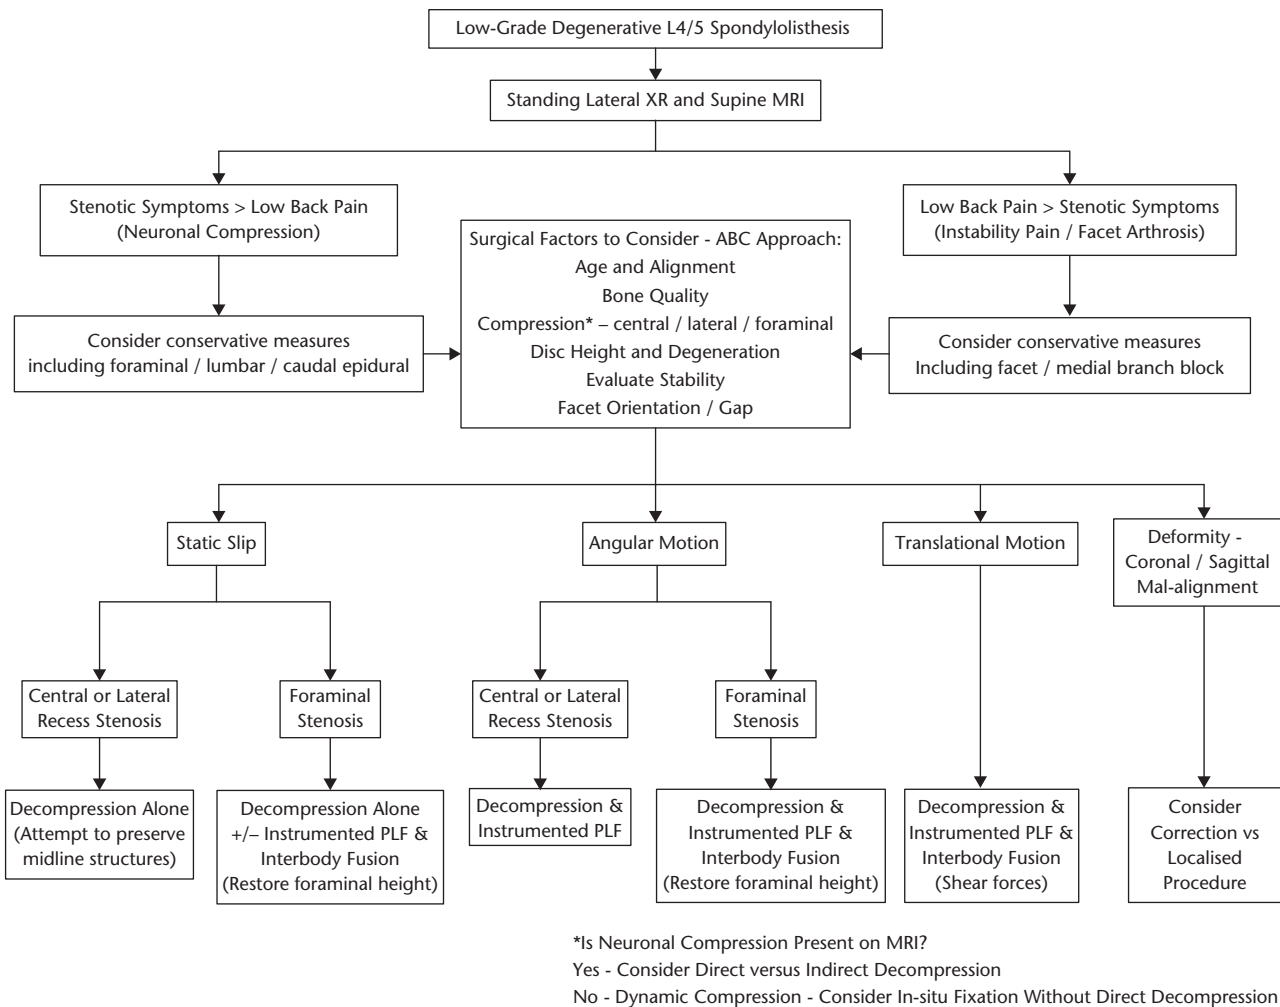 Low-Grade Degenerative L4/5 Spondylolisthesis
Standing Lateral XR and Supine MRI
Stenotic Symptoms > Low Back Pain
(Neuronal Compression)
Low Back Pain > Stenotic Symptoms
(Instability Pain / Facet Arthrosis)
Surgical Factors to Consider - ABC Approach:
Age and Alignment
Bone Quality
Compression* – central / lateral / foraminal
Disc Height and Degeneration
Evaluate Stability
Facet Orientation / Gap
Consider conservative measures
including foraminal / lumbar / caudal epidural
Consider conservative measures
Including facet / medial branch block
Static Slip
Angular Motion
Translational Motion
Deformity -
Coronal / Sagittal
Mal-alignment
Central or Lateral
Recess Stenosis
Foraminal
Stenosis
Central or Lateral
Recess Stenosis
Foraminal
Stenosis
Decompression Alone
(Attempt to preserve
midline structures)
Decompression Alone
+/– Instrumented PLF &
Interbody Fusion
(Restore foraminal height)
Decompression &
Instrumented PLF
Decompression &
Instrumented PLF &
Interbody Fusion
(Restore foraminal height)
Decompression &
Instrumented PLF &
Interbody Fusion
(Shear forces)
Consider
Correction vs
Localised
Procedure
*Is Neuronal Compression Present on MRI?
Yes - Consider Direct versus Indirect Decompression
No - Dynamic Compression - Consider In-situ Fixation Without Direct Decompression